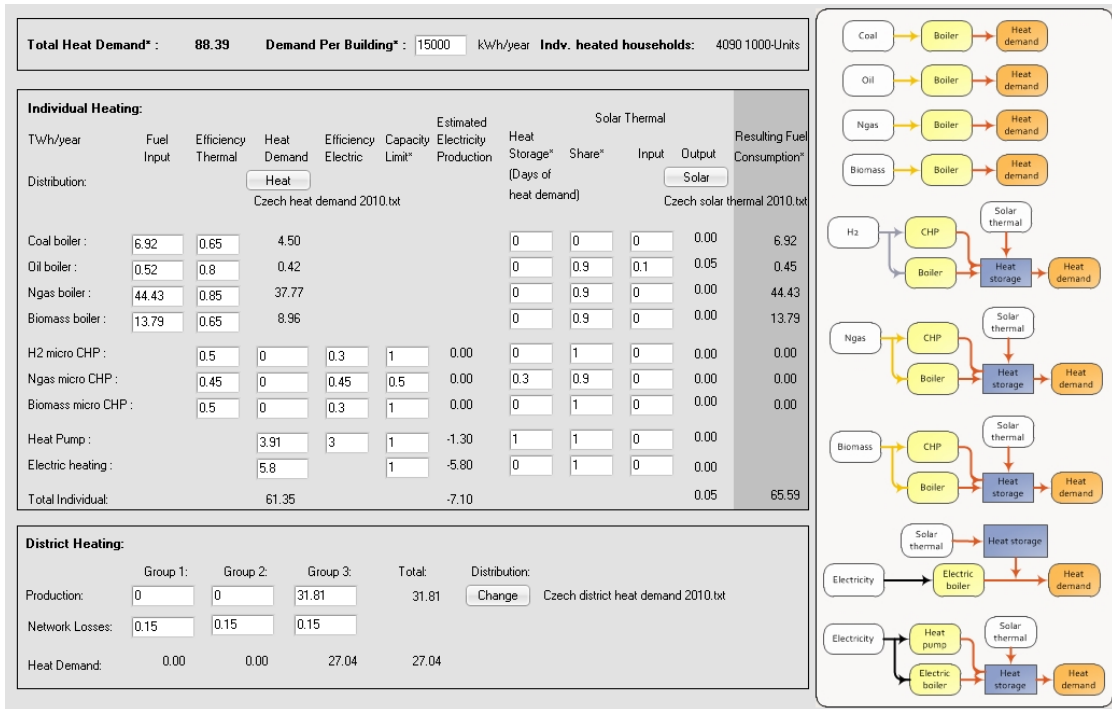 Total Heat Demand* : 88.39 Demand Per Building* : 15000 kWh/year Indv. heated households: 4090 1000-Units
Individual Heating:
TWh/year Fuel Input Efficiency Thermal Heat Demand Efficiency Electric Capacity Limit* Estimated Electricity Production Heat Storage* (Days of heat demand) Solar Thermal Share* Input Output Resulting Fuel Consumption*
Distribution: Heat Solar
Czech heat demand 2010.txt Czech solar thermal 2010.txt
Coal boiler : 6.92 0.65 4.50 0 0 0 0.00 6.92
Oil boiler : 0.52 0.8 0.42 0 0.9 0.1 0.05 0.45
Ngas boiler : 44.43 0.85 37.77 0 0.9 0 0.00 44.43
Biomass boiler : 13.79 0.65 8.96 0 0.9 0 0.00 13.79
H2 micro CHP : 0.5 0 0.3 1 0.00 0 1 0 0.00 0.00
Ngas micro CHP : 0.45 0 0.45 0.5 0.00 0.3 0.9 0 0.00 0.00
Biomass micro CHP : 0.5 0 0.3 1 0.00 0 1 0 0.00 0.00
Heat Pump : 3.91 3 1 -1.30 1 1 0 0.00
Electric heating : 5.8 1 -5.80 0 1 0 0.00
Total Individual: 61.35 -7.10 0.05 65.59
District Heating:
Group 1: Group 2: Group 3: Total: Distribution:
Production: 0 0 31.81 31.81 Change Czech district heat demand 2010.txt
Network Losses: 0.15 0.15 0.15
Heat Demand: 0.00 0.00 27.04 27.04
Coal Boiler Heat demand
Oil Boiler Heat demand
Ngas Boiler Heat demand
Biomass Boiler Heat demand
Solar thermal
H2 CHP
Boiler Heat storage Heat demand
Solar thermal
Ngas CHP
Boiler Heat storage Heat demand
Solar thermal
Biomass CHP
Boiler Heat storage Heat demand
Solar thermal Heat storage
Electricity Electric boiler Heat demand
Solar thermal
Electricity Heat pump
Electric boiler Heat storage Heat demand